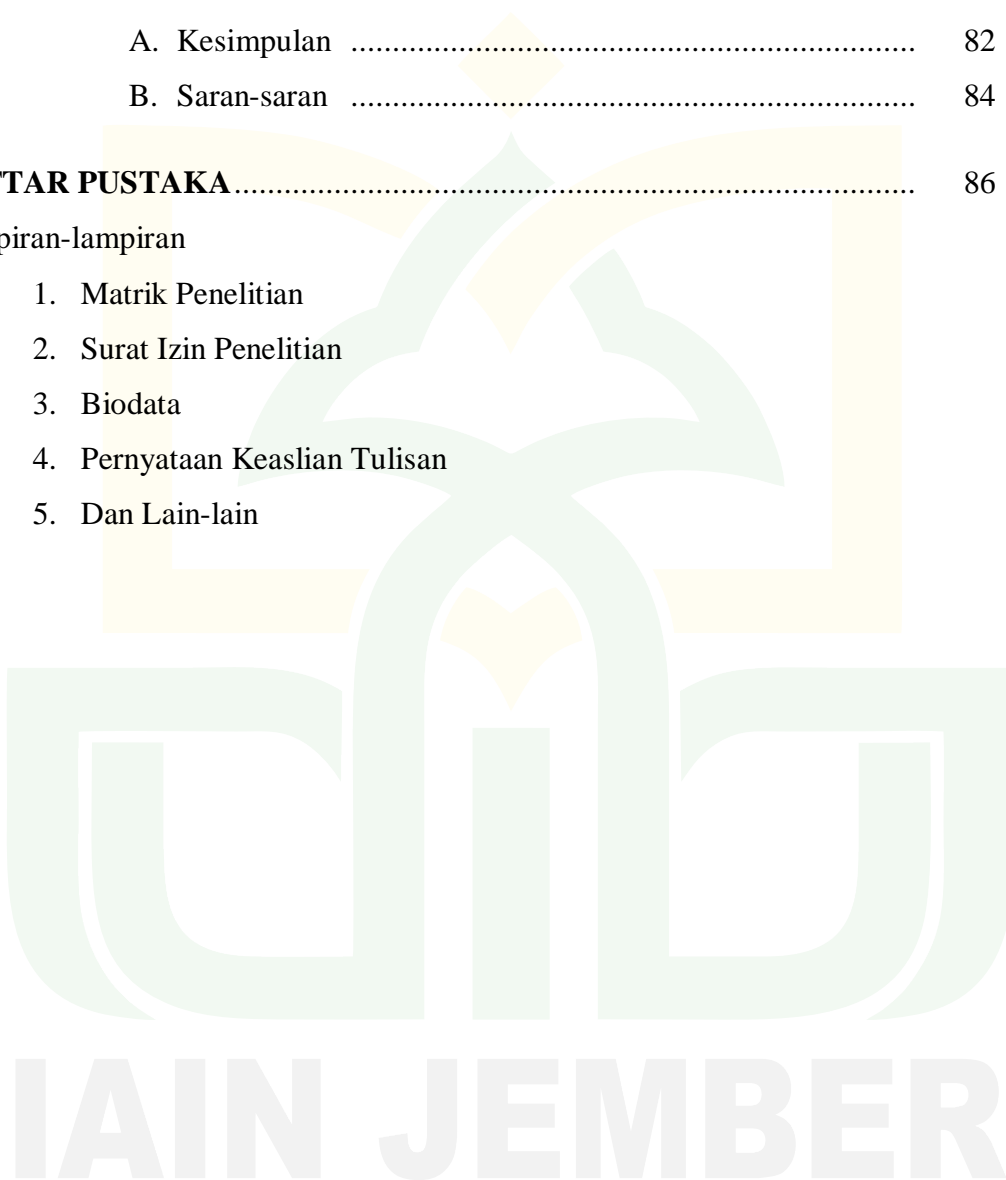 A. Kesimpulan ........................................................ 82
B. Saran-saran ........................................................ 84
TAR PUSTAKA.................................................................... 86
piran-lampiran
1. Matrik Penelitian
2. Surat Izin Penelitian
3. Biodata
4. Pernyataan Keaslian Tulisan
5. Dan Lain-lain
IAIN JEMBER